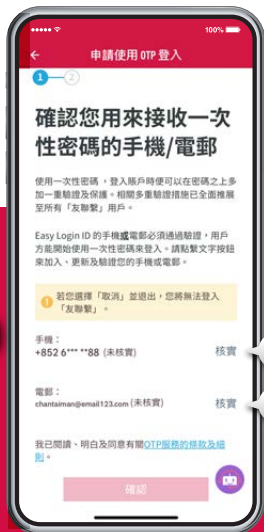 100%
申請使用 OTP 登入
1 2
確認您用來接收一次
性密碼的手機/電郵
使用一次性密碼，登入賬戶時便可以在密碼之上多
加一重驗證及保護。相關多重驗證措施已全面推展
至所有「友聯繫」用戶。
Easy Login ID 的手機或電郵必須通過驗證，用戶
方能開始使用一次性密碼來登入。請點繫文字按鈕
來加入、更新及驗證您的手機或電郵。
若您選擇「取消」並退出，您將無法登入
「友聯繫」。
手機：
+852 6*** **88 (未核實) 核實
電郵：
chantaiman@email123.com (未核實) 核實
我已閱讀、明白及同意有關OTP服務的條款及細
則。
確認